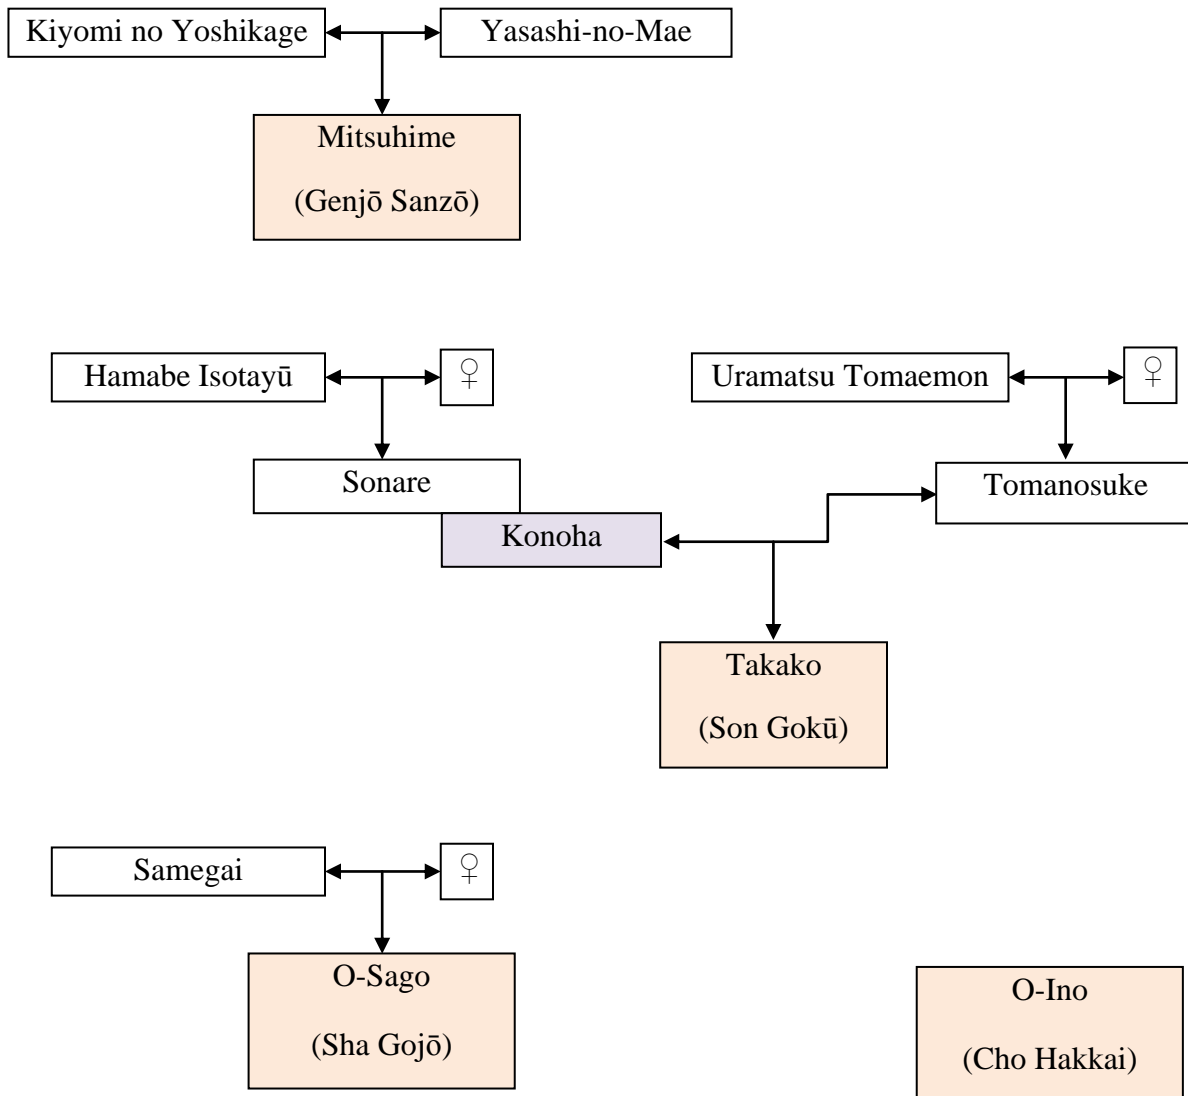 Kiyomi no Yoshikage
Yasashi-no-Mae
Mitsuhime
(Genjō Sanzō)
Hamabe Isotayū
♀
Uramatsu Tomaemon
♀
Sonare
Tomanosuke
Konoha
Takako
(Son Gokū)
Samegai
♀
O-Sago
(Sha Gojō)
O-Ino
(Cho Hakkai)